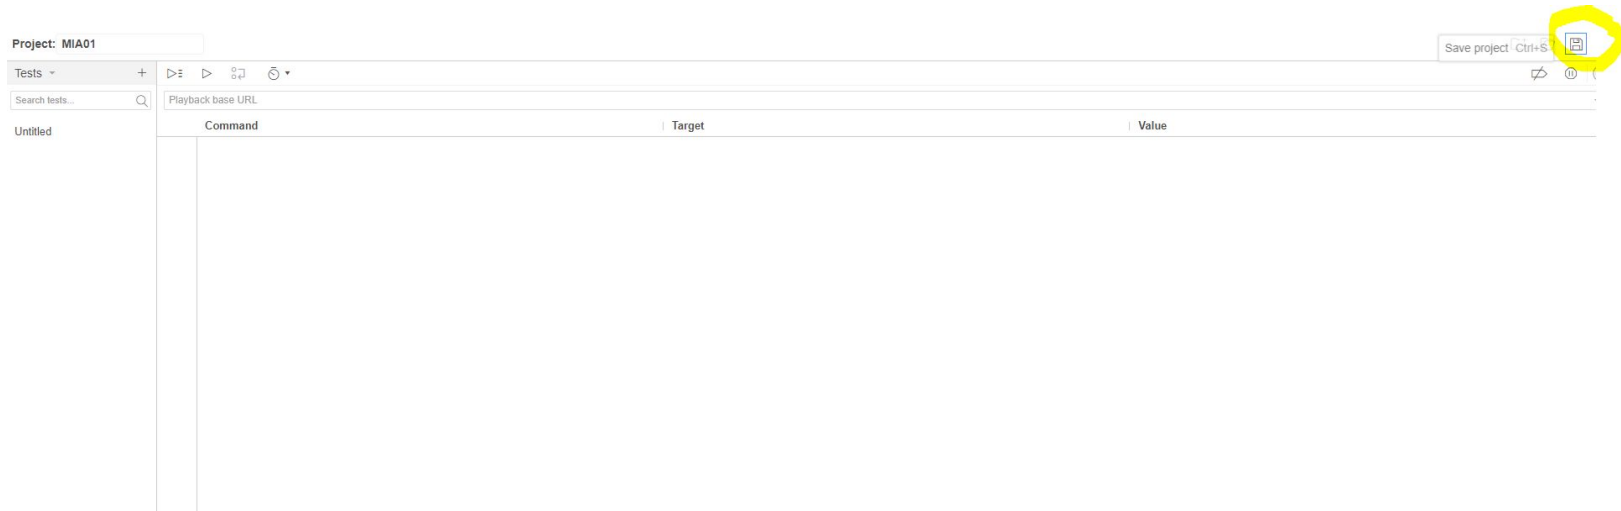 Project: MIA01
Save project Ctrl+S
Tests
Search tests...
Playback base URL
Untitled
Command Target Value